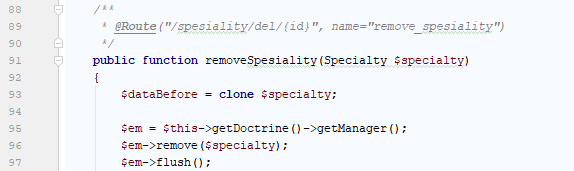 88 /**
89 * @Route("/spesiality/del/{id}", name="remove_spesiality")
90 */
91 public function removeSpesiality(Specialty $specialty)
92 {
93 $dataBefore = clone $specialty;
94
95 $em = $this->getDoctrine()->getManager();
96 $em->remove($specialty);
97 $em->flush();